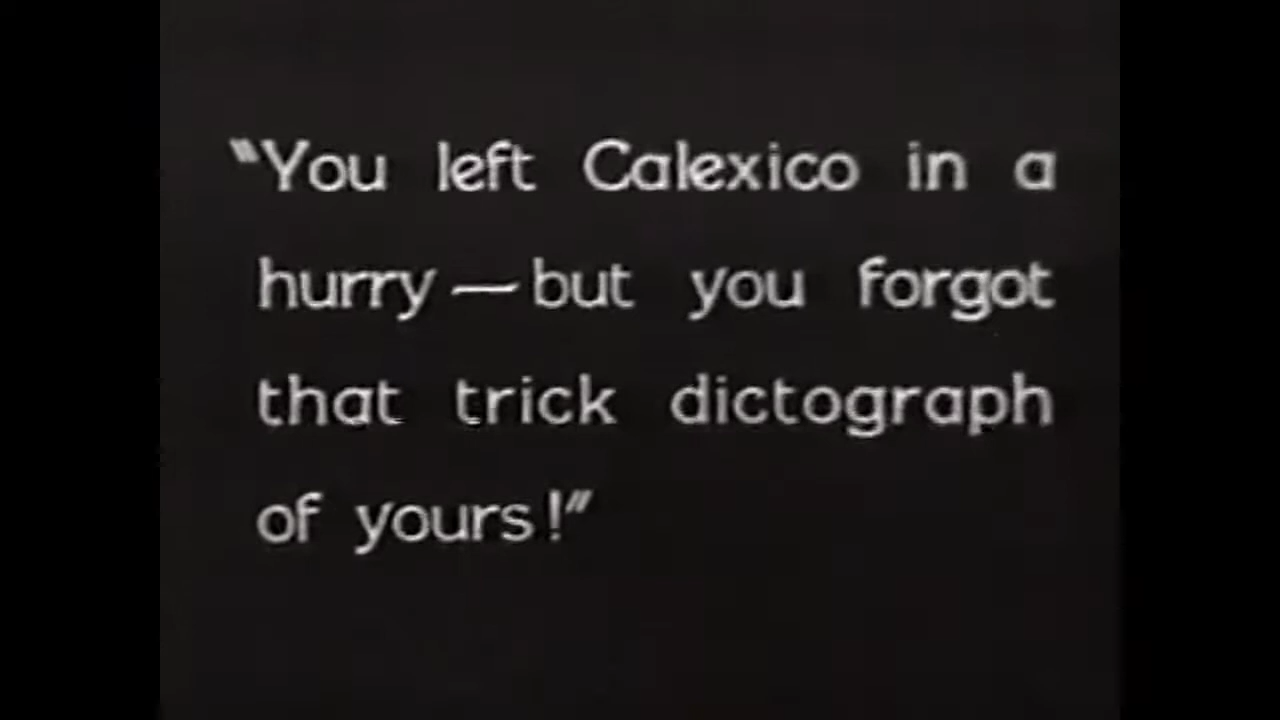 "You left Calexico in a
hurry — but you forgot
that trick dictograph
of yours!"